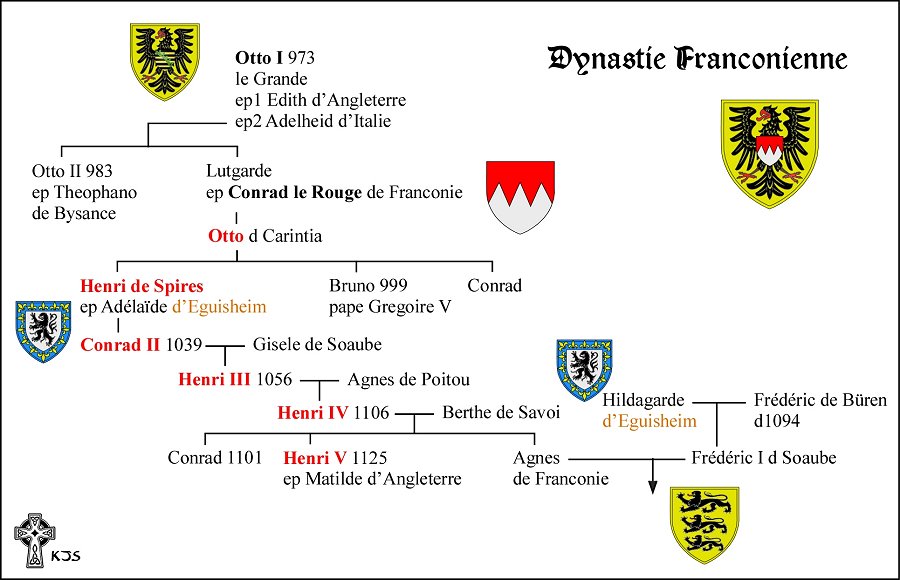 Dynastie Franconienne
Otto I 973
le Grande
ep1 Edith d'Angleterre
ep2 Adelheid d'Italie
Otto II 983
ep Theophano
de Bysance
Lutgarde
ep Conrad le Rouge de Franconie
Otto d Carintia
Henri de Spires
ep Adélaïde d'Eguisheim
Bruno 999
pape Gregoire V
Conrad
Conrad II 1039
Gisele de Soaube
Henri III 1056
Agnes de Poitou
Henri IV 1106
Berthe de Savoi
Hildagarde
d'Eguisheim
Frédéric de Büren
d1094
Conrad 1101
Henri V 1125
ep Matilde d'Angleterre
Agnes
de Franconie
Frédéric I d Soaube
KJS